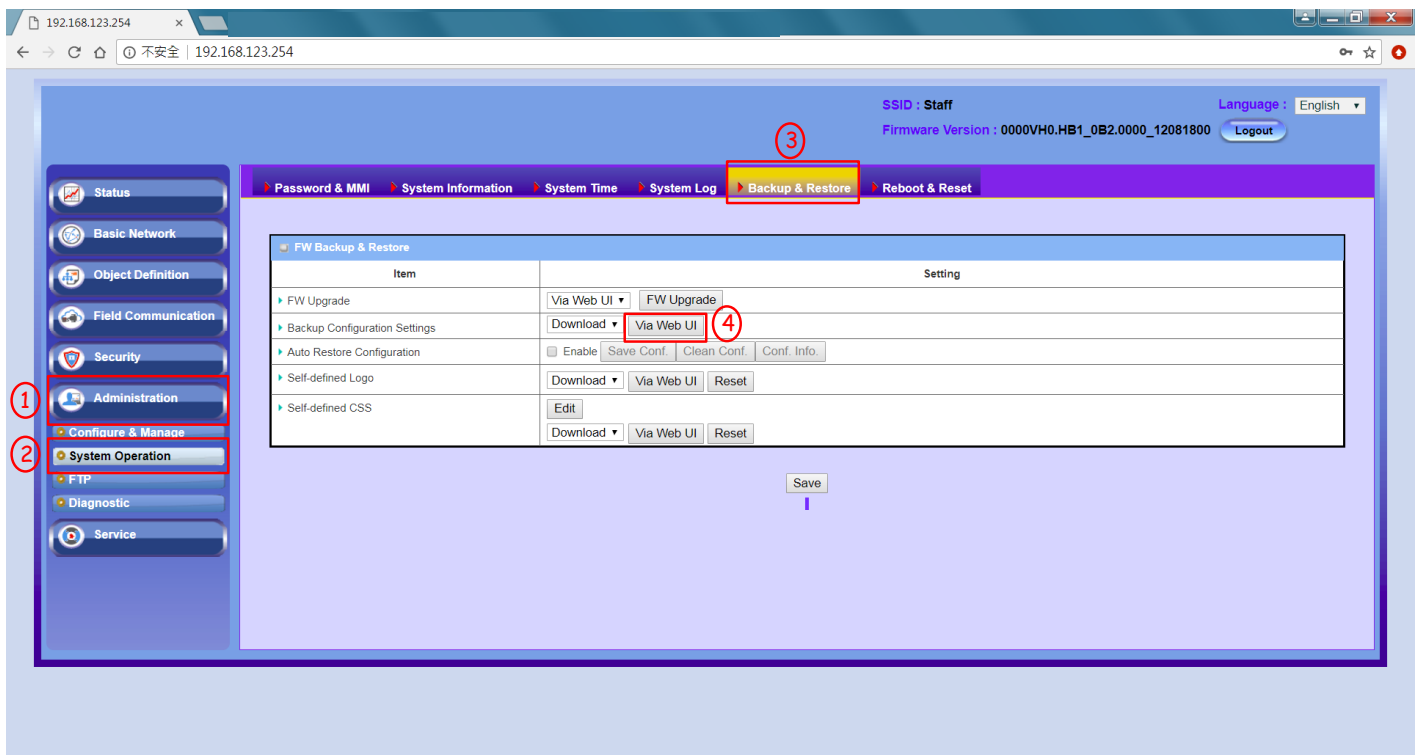 192.168.123.254 ×
不安全 | 192.168.123.254
SSID : Staff
Language : English
Firmware Version : 0000VH0.HB1_0B2.0000_12081800 Logout
3
Password & MMI System Information System Time System Log Backup & Restore Reboot & Reset
Status
Basic Network
Object Definition
Field Communication
Security
1
Administration
Configure & Manage
2
System Operation
FTP
Diagnostic
Service
FW Backup & Restore
Item Setting
FW Upgrade Via Web UI FW Upgrade
Backup Configuration Settings Download Via Web UI 4
Auto Restore Configuration Enable Save Conf. Clean Conf. Conf. Info.
Self-defined Logo Download Via Web UI Reset
Self-defined CSS Edit
Download Via Web UI Reset
Save